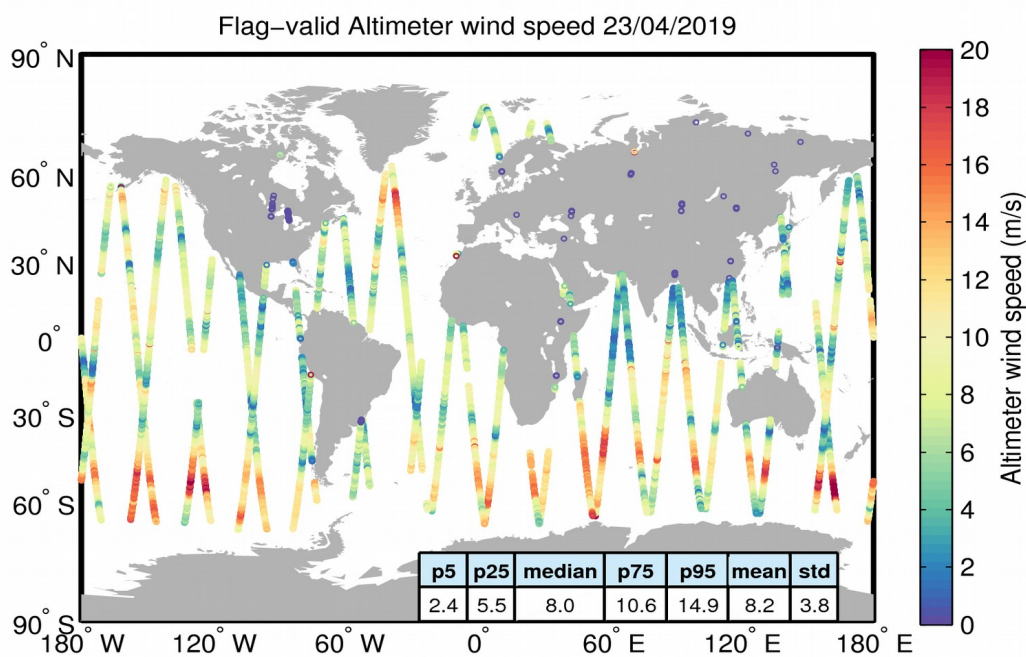 Flag−valid Altimeter wind speed 23/04/2019
90° N
60° N
30° N
0°
30° S
60° S
90° S
180° W
120° W
60° W
0°
60° E
120° E
180° E
p5 p25 median p75 p95 mean std
2.4 5.5 8.0 10.6 14.9 8.2 3.8
20
18
16
14
12
10
8
6
4
2
0
Altimeter wind speed (m/s)